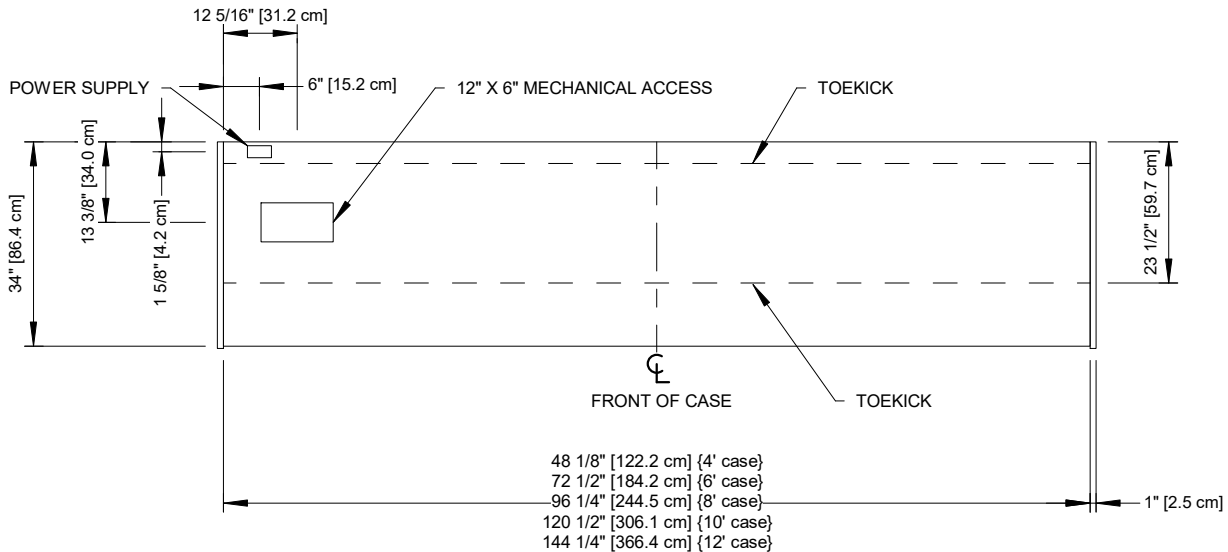 12 5/16" [31.2 cm]
6" [15.2 cm]
POWER SUPPLY
12" X 6" MECHANICAL ACCESS
TOEKICK
34" [86.4 cm]
13 3/8" [34.0 cm]
1 5/8" [4.2 cm]
23 1/2" [59.7 cm]
℄
FRONT OF CASE
TOEKICK
48 1/8" [122.2 cm] {4' case}
72 1/2" [184.2 cm] {6' case}
96 1/4" [244.5 cm] {8' case}
120 1/2" [306.1 cm] {10' case}
144 1/4" [366.4 cm] {12' case}
1" [2.5 cm]